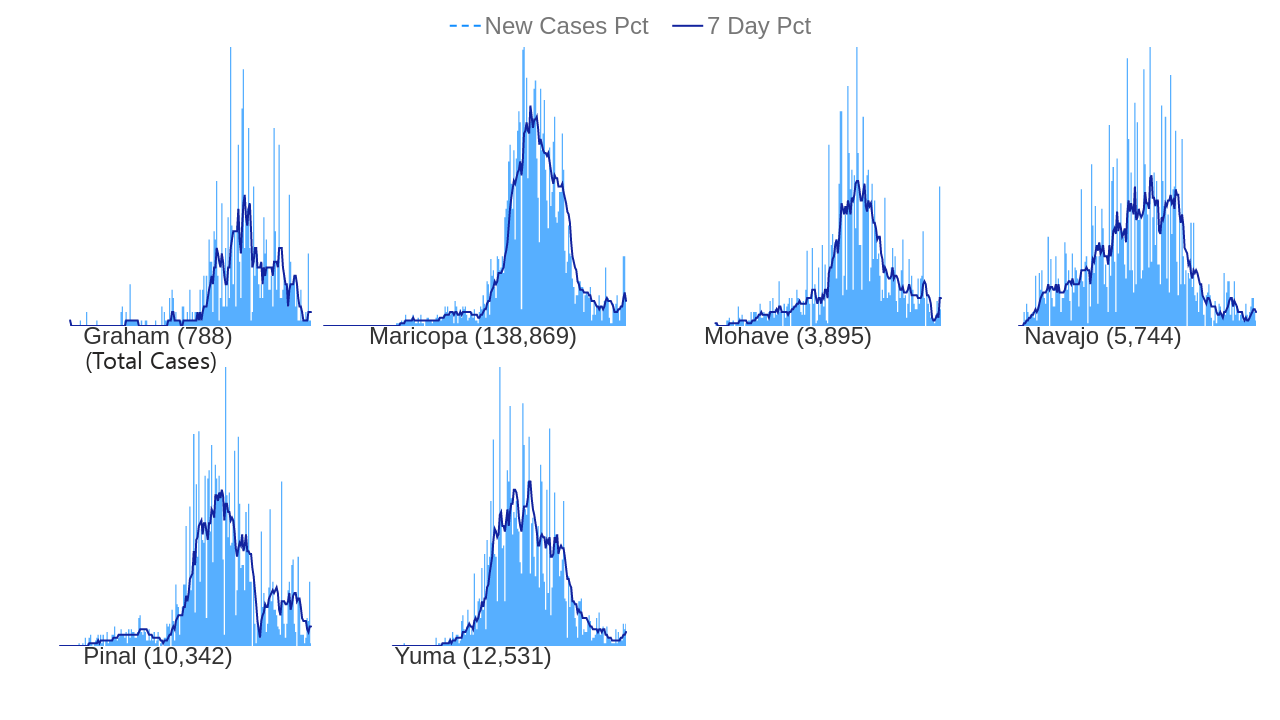 New Cases Pct 7 Day Pct
Graham (788) Maricopa (138,869) Mohave (3,895) Navajo (5,744)
(Total Cases)
Pinal (10,342) Yuma (12,531)